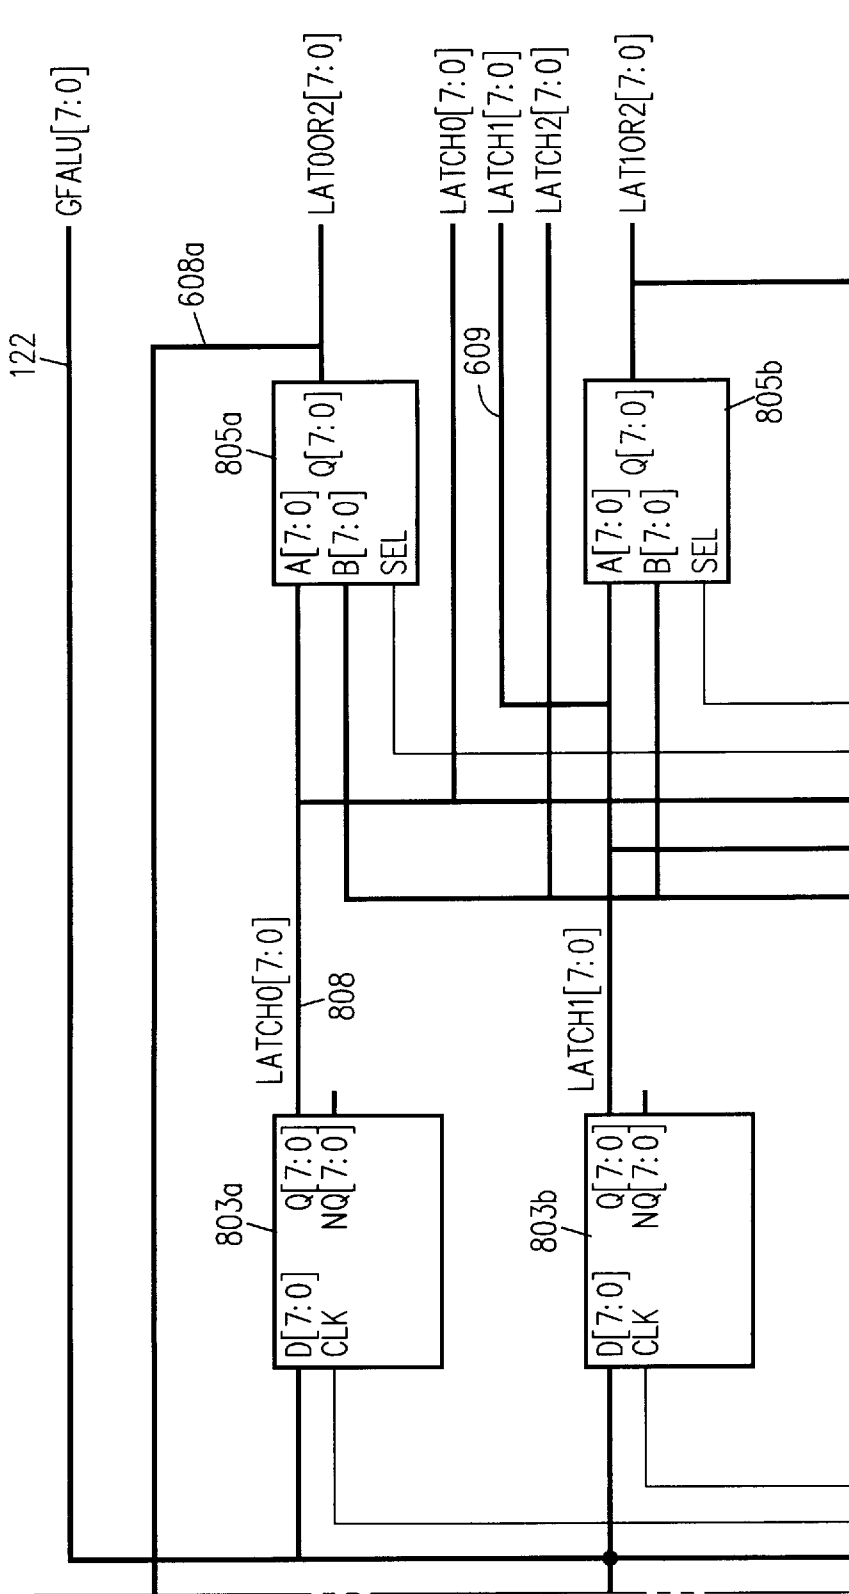 GFALU[7:0]
122
608a
LAT0OR2[7:0]
805a
A[7:0]
Q[7:0]
B[7:0]
SEL
LATCH0[7:0]
808
803a
D[7:0]
Q[7:0]
CLK
NQ[7:0]
LATCH0[7:0]
LATCH1[7:0]
LATCH2[7:0]
609
LAT1OR2[7:0]
805b
A[7:0]
Q[7:0]
B[7:0]
SEL
LATCH1[7:0]
803b
D[7:0]
Q[7:0]
CLK
NQ[7:0]